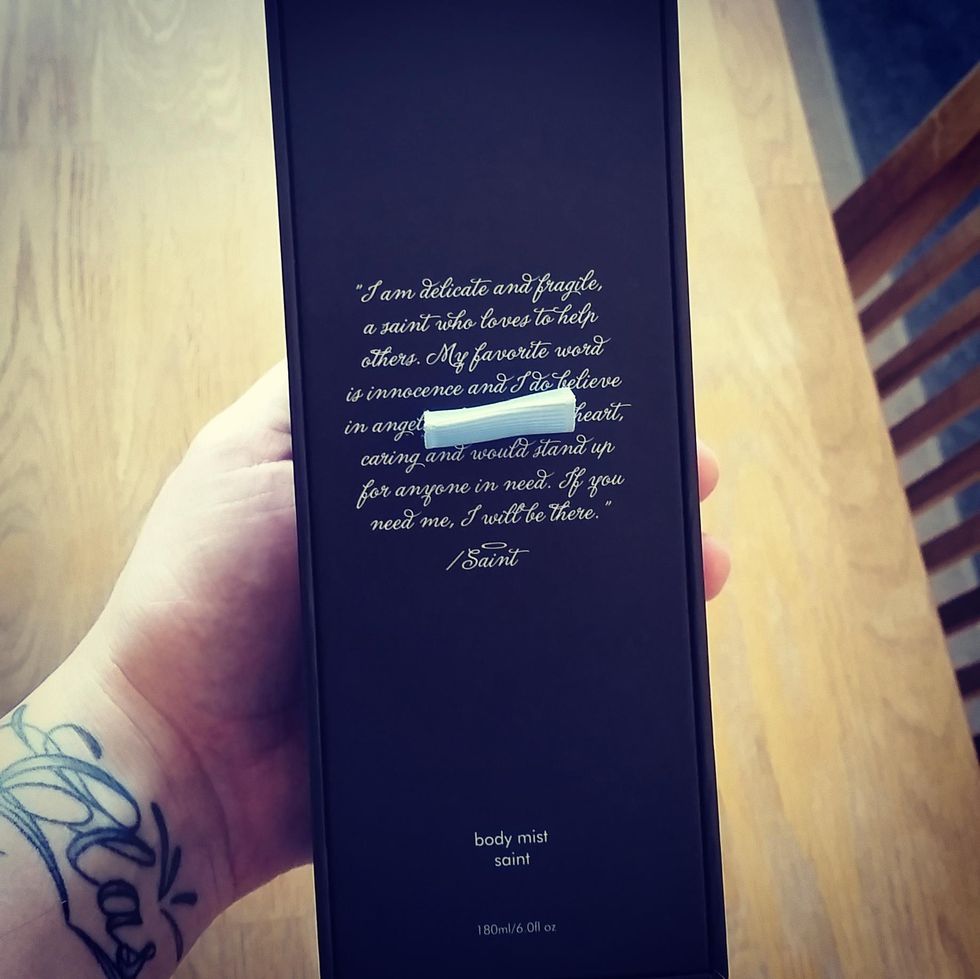 "I am delicate and fragile,
a saint who loves to help
others. My favorite word
is innocence and I do believe
in angel heart,
caring and would stand up
for anyone in need. If you
need me, I will be there."
/Saint
body mist
saint
180ml/6.0fl oz